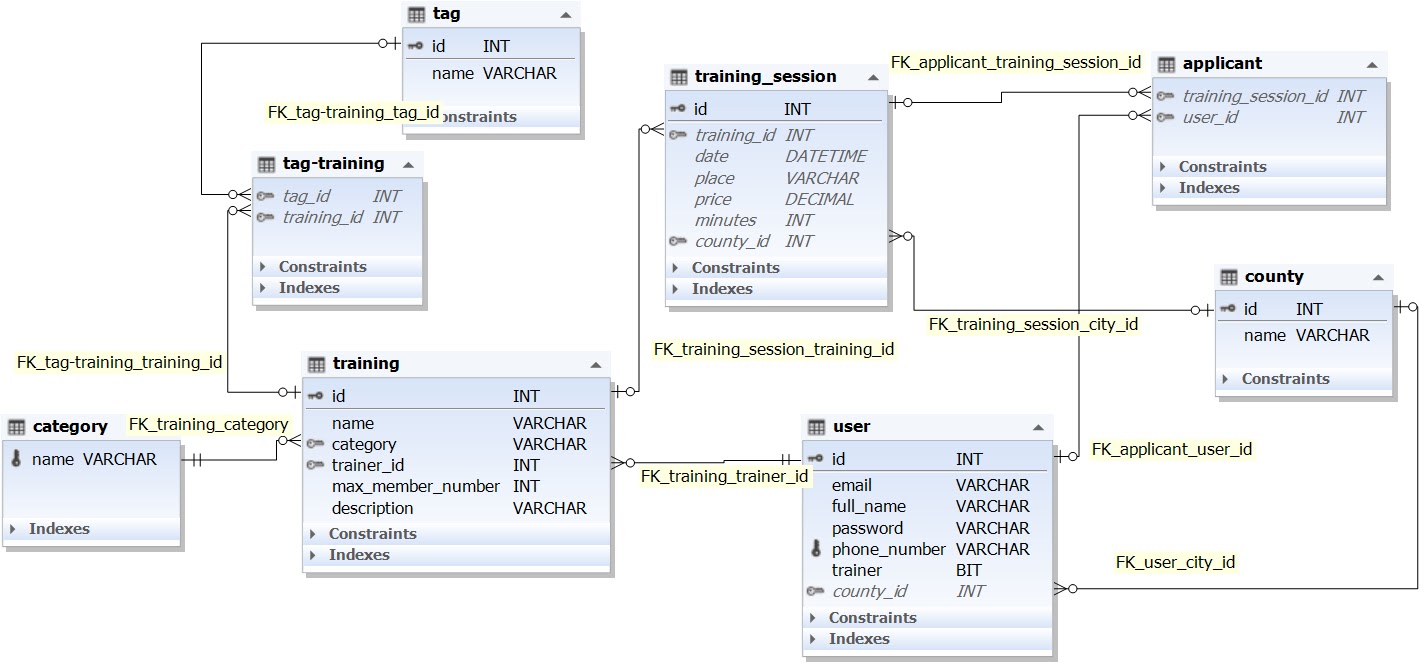 tag
id INT
name VARCHAR
onstraints
FK_tag-training_tag_id
tag-training
tag_id INT
training_id INT
Constraints
Indexes
FK_tag-training_training_id
category
name VARCHAR
Indexes
FK_training_category
training
id INT
name VARCHAR
category VARCHAR
trainer_id INT
max_member_number INT
description VARCHAR
Constraints
Indexes
training_session
id INT
training_id INT
date DATETIME
place VARCHAR
price DECIMAL
minutes INT
county_id INT
Constraints
Indexes
FK_training_session_training_id
FK_applicant_training_session_id
applicant
training_session_id INT
user_id INT
Constraints
Indexes
county
id INT
name VARCHAR
Constraints
FK_training_session_city_id
user
id INT
email VARCHAR
full_name VARCHAR
password VARCHAR
phone_number VARCHAR
trainer BIT
county_id INT
Constraints
Indexes
FK_training_trainer_id
FK_applicant_user_id
FK_user_city_id